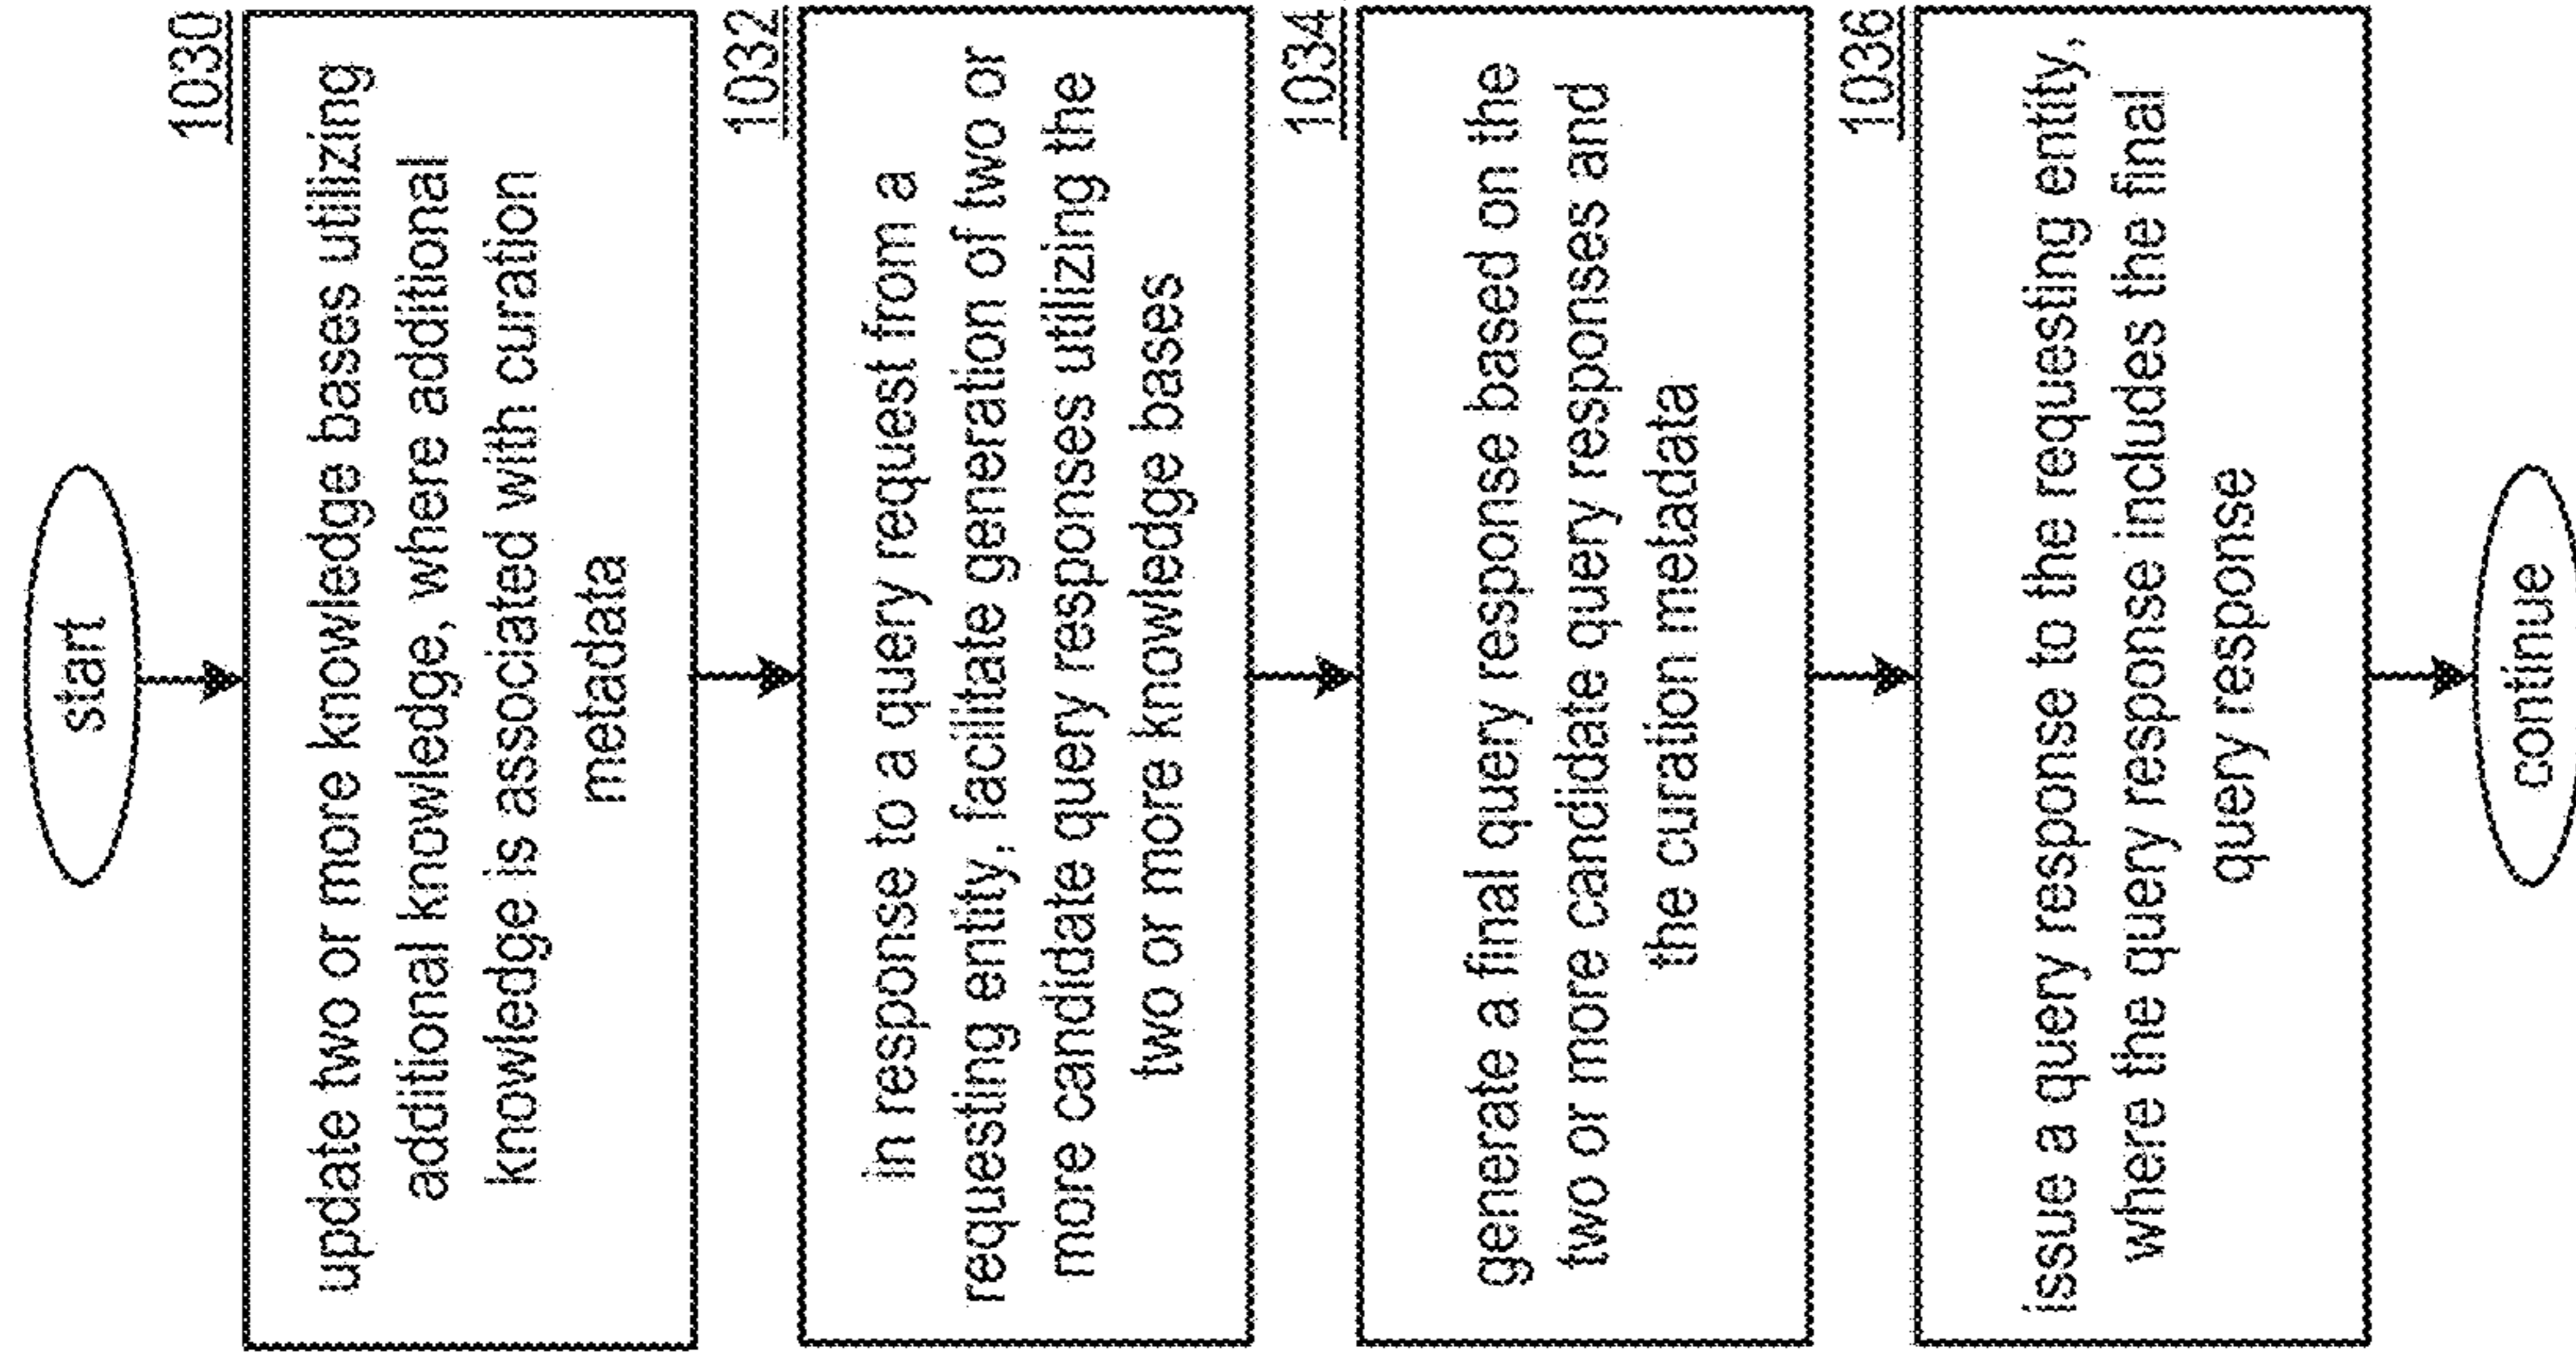 start
1030
update two or more knowledge bases utilizing
additional knowledge, where additional
knowledge is associated with curation
metadata
1032
in response to a query request from a
requesting entity, facilitate generation of two or
more candidate query responses utilizing the
two or more knowledge bases
1034
generate a final query response based on the
two or more candidate query responses and
the curation metadata
1036
issue a query response to the requesting entity,
where the query response includes the final
query response
continue